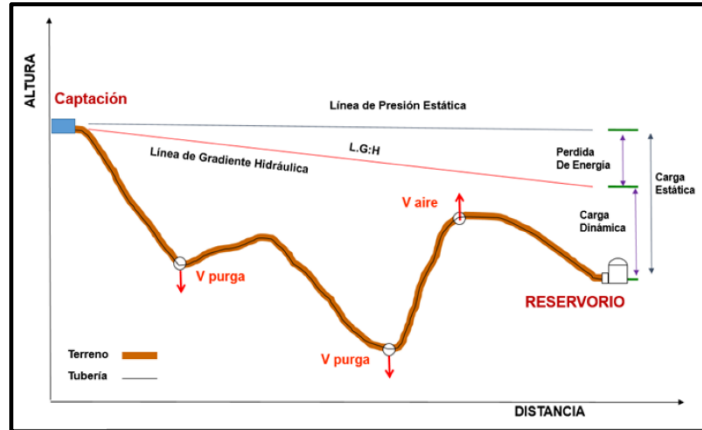 ALTURA
Captación
Línea de Presión Estática
L.G:H
Línea de Gradiente Hidráulica
Perdida
De Energía
Carga
Estática
V aire
Carga
Dinámica
V purga
RESERVORIO
Terreno
V purga
Tubería
DISTANCIA